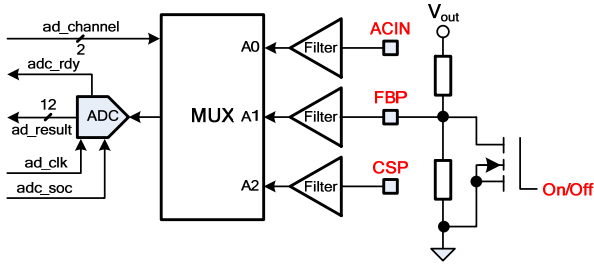 ad_channel
2
adc_rdy
12
ADC
ad_result
ad_clk
adc_soc
MUX
A0
A1
A2
Filter
Filter
Filter
ACIN
FBP
CSP
Vout
On/Off